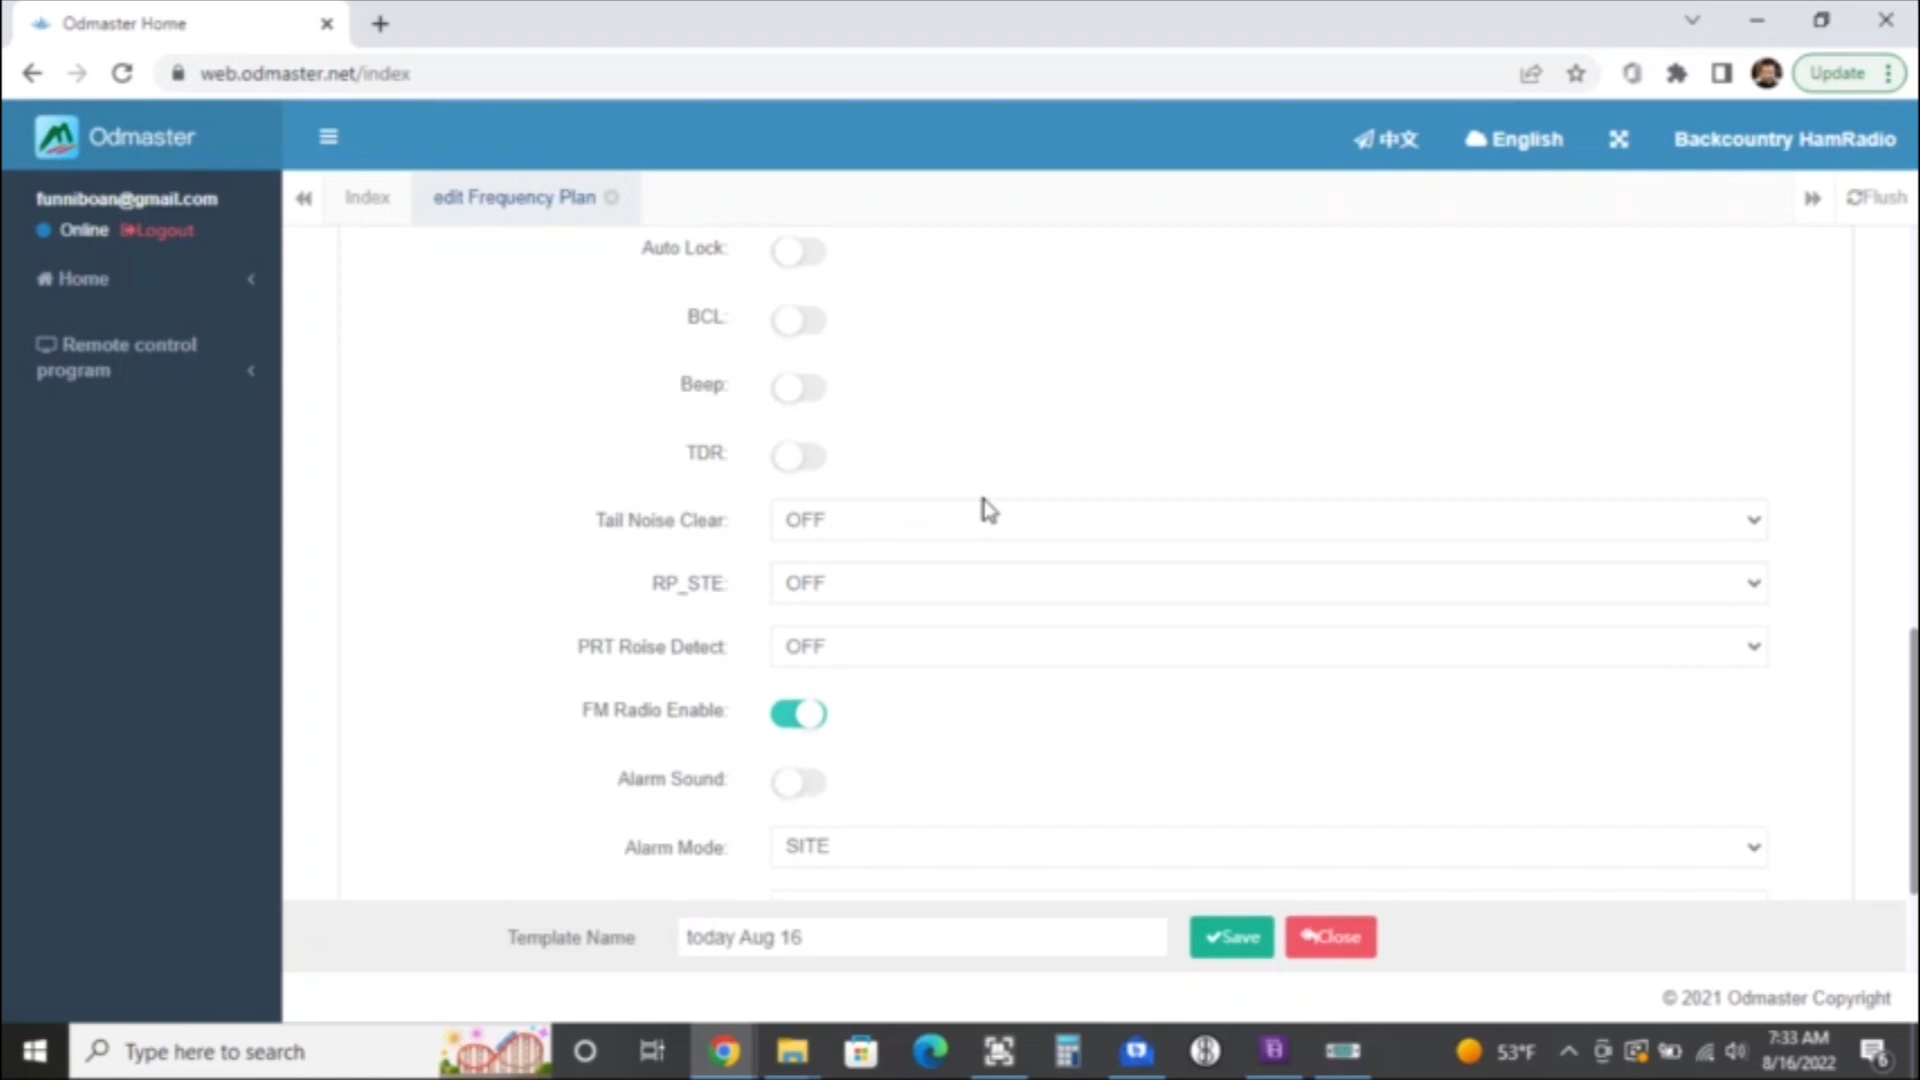 Odmaster Home
web.odmaster.net/index
Update
Odmaster
中文
English
Backcountry HamRadio
funniboan@gmail.com
Online
Logout
Home
Remote control
program
Index
edit Frequency Plan
Flush
Auto Lock:
BCL:
Beep:
TDR:
Tail Noise Clear: OFF
RP_STE: OFF
PRT Roise Detect: OFF
FM Radio Enable:
Alarm Sound:
Alarm Mode: SITE
Template Name today Aug 16 Save Close
© 2021 Odmaster Copyright
Type here to search
53°F
7:33 AM
8/16/2022
6